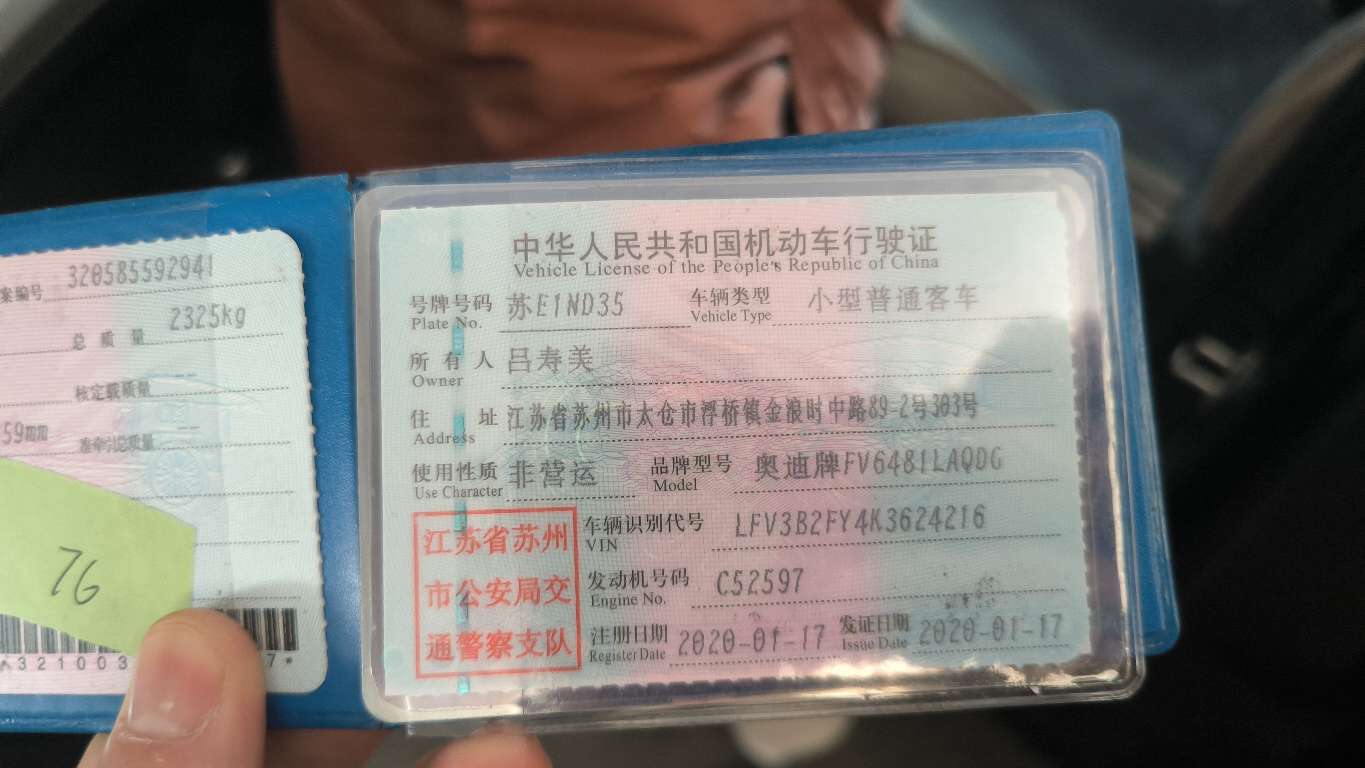 案编号 320585592941
总 质 量 2325kg
核定载质量 --
59mm 准牵引总质量 --
76
A321003
7*
中华人民共和国机动车行驶证
Vehicle License of the People's Republic of China
号牌号码 苏E1ND35 车辆类型 小型普通客车
Plate No. Vehicle Type
所 有 人 吕寿美
Owner
住 址 江苏省苏州市太仓市浮桥镇金浪时中路89-2号303号
Address
使用性质 非营运 品牌型号 奥迪牌FV6481LAQDG
Use Character Model
江苏省苏州
市公安局交
通警察支队
车辆识别代号 LFV3B2FY4K3624216
VIN
发动机号码 C52597
Engine No.
注册日期 2020-01-17 发证日期 2020-01-17
Register Date Issue Date